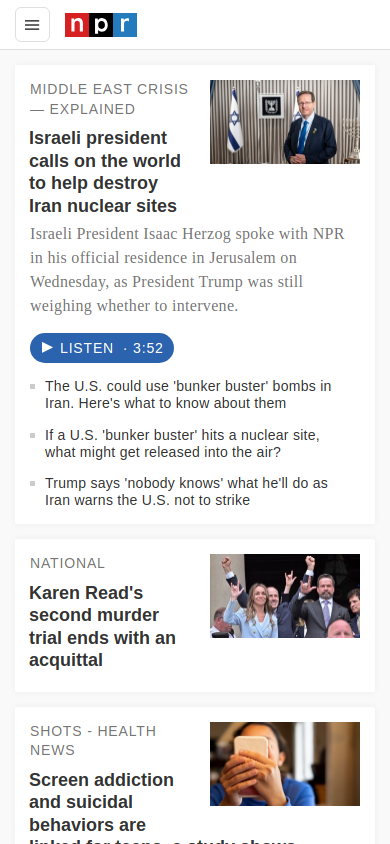 npr
MIDDLE EAST CRISIS
— EXPLAINED
Israeli president
calls on the world
to help destroy
Iran nuclear sites
Israeli President Isaac Herzog spoke with NPR
in his official residence in Jerusalem on
Wednesday, as President Trump was still
weighing whether to intervene.
LISTEN · 3:52
The U.S. could use 'bunker buster' bombs in
Iran. Here's what to know about them
If a U.S. 'bunker buster' hits a nuclear site,
what might get released into the air?
Trump says 'nobody knows' what he'll do as
Iran warns the U.S. not to strike
NATIONAL
Karen Read's
second murder
trial ends with an
acquittal
SHOTS - HEALTH
NEWS
Screen addiction
and suicidal
behaviors are
linked for teens, a study shows